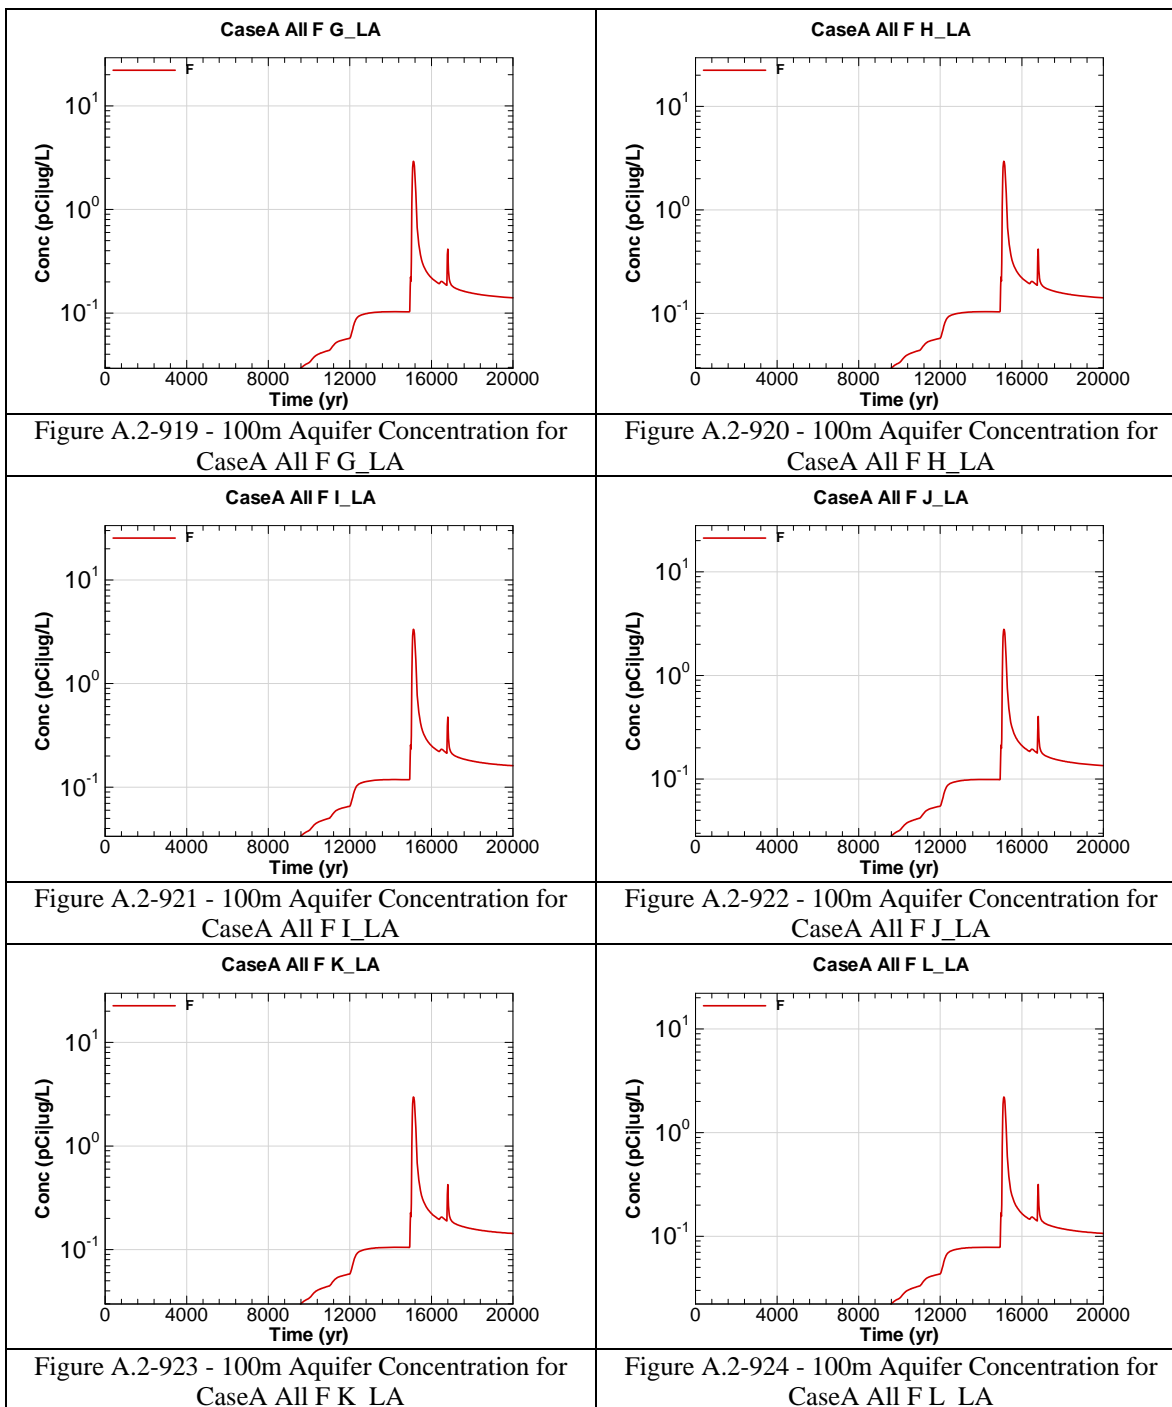 CaseA All F G_LA
F
10^1
10^0
10^-1
Conc (pCi|ug/L)
0 4000 8000 12000 16000 20000
Time (yr)
Figure A.2-919 - 100m Aquifer Concentration for
CaseA All F G_LA
CaseA All F H_LA
F
10^1
10^0
10^-1
Conc (pCi|ug/L)
0 4000 8000 12000 16000 20000
Time (yr)
Figure A.2-920 - 100m Aquifer Concentration for
CaseA All F H_LA
CaseA All F I_LA
F
10^1
10^0
10^-1
Conc (pCi|ug/L)
0 4000 8000 12000 16000 20000
Time (yr)
Figure A.2-921 - 100m Aquifer Concentration for
CaseA All F I_LA
CaseA All F J_LA
F
10^1
10^0
10^-1
Conc (pCi|ug/L)
0 4000 8000 12000 16000 20000
Time (yr)
Figure A.2-922 - 100m Aquifer Concentration for
CaseA All F J_LA
CaseA All F K_LA
F
10^1
10^0
10^-1
Conc (pCi|ug/L)
0 4000 8000 12000 16000 20000
Time (yr)
Figure A.2-923 - 100m Aquifer Concentration for
CaseA All F K_LA
CaseA All F L_LA
F
10^1
10^0
10^-1
Conc (pCi|ug/L)
0 4000 8000 12000 16000 20000
Time (yr)
Figure A.2-924 - 100m Aquifer Concentration for
CaseA All F L_LA